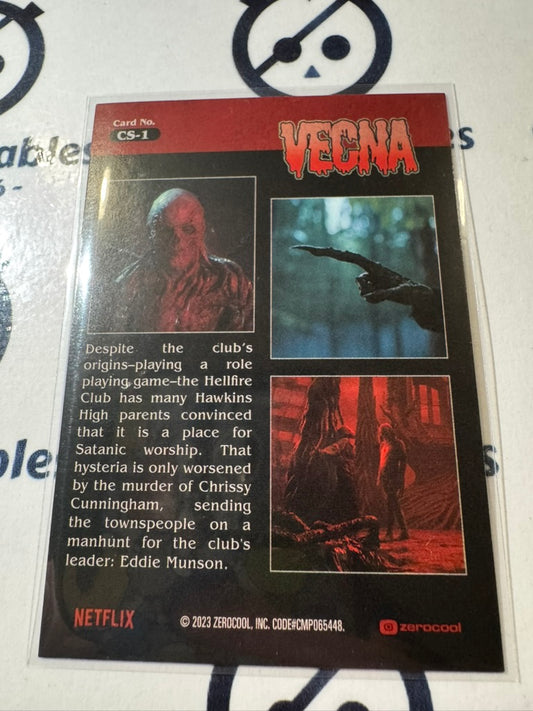 Card No.
CS-1
VECNA
Despite the club's
origins–playing a role
playing game–the Hellfire
Club has many Hawkins
High parents convinced
that it is a place for
Satanic worship. That
hysteria is only worsened
by the murder of Chrissy
Cunningham, sending
the townspeople on a
manhunt for the club's
leader: Eddie Munson.
NETFLIX
© 2023 ZEROCOOL, INC. CODE#CMP065448.
zerocool